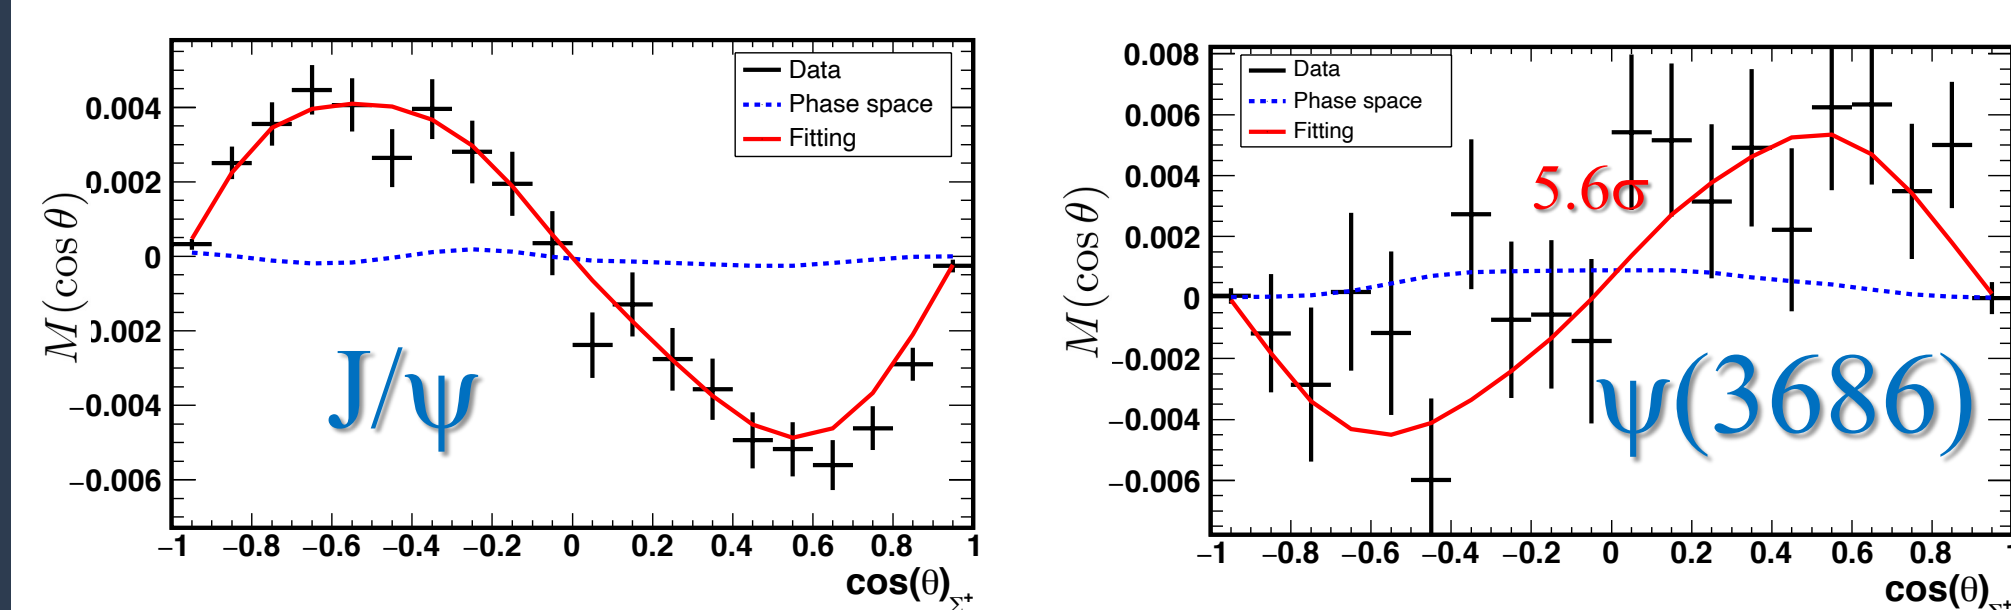 Data
Phase space
Fitting
0.004
0.002
0
0.002
−0.004
−0.006
M(cos θ)
J/ψ
−1 −0.8 −0.6 −0.4 −0.2 0 0.2 0.4 0.6 0.8 1
cos(θ)Σ+
Data
Phase space
Fitting
0.008
0.006
0.004
0.002
0
−0.002
−0.004
−0.006
M(cos θ)
5.6σ
ψ(3686)
−1 −0.8 −0.6 −0.4 −0.2 0 0.2 0.4 0.6 0.8 1
cos(θ)Σ+